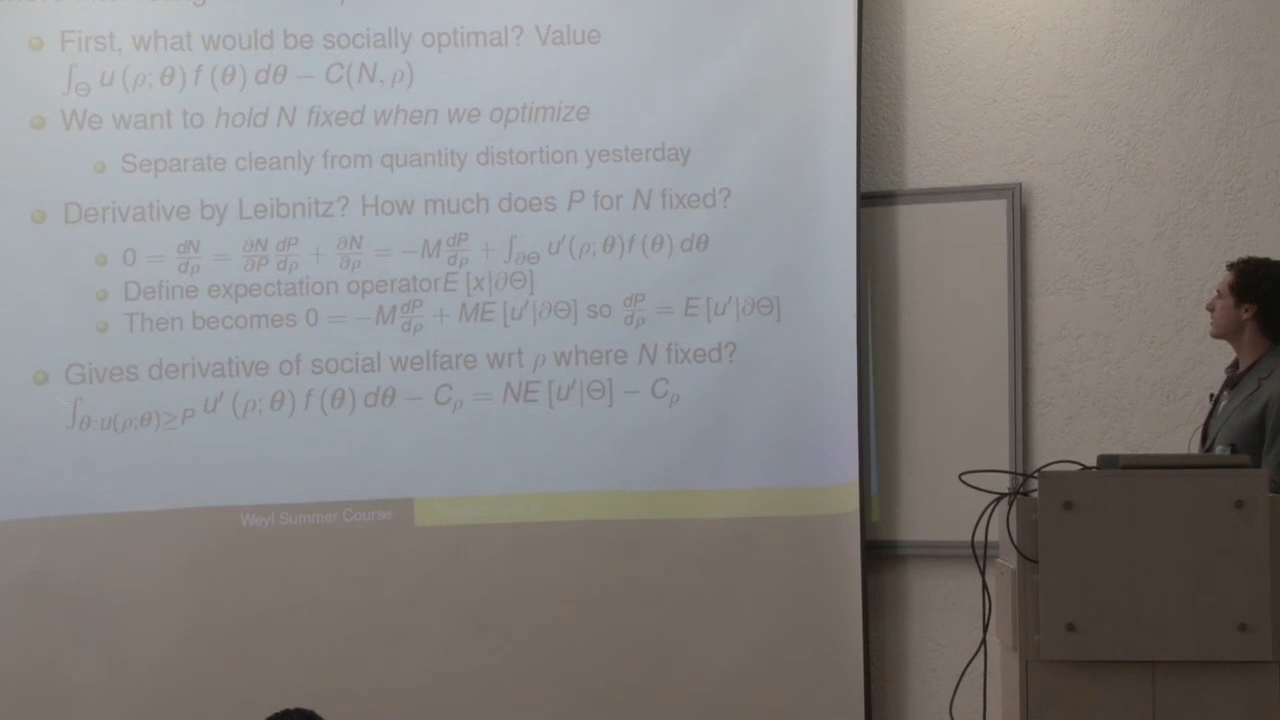 First, what would be socially optimal? Value
∫_Θ u(ρ;θ) f(θ) dθ − C(N, ρ)
We want to hold N fixed when we optimize
Separate cleanly from quantity distortion yesterday
Derivative by Leibnitz? How much does P for N fixed?
0 = dN/dρ = ∂N/∂P dP/dρ + ∂N/∂ρ = −M dP/dρ + ∫_∂Θ u′(ρ;θ)f(θ) dθ
Define expectation operatorE [x|∂Θ]
Then becomes 0 = −M dP/dρ + ME [u′|∂Θ] so dP/dρ = E [u′|∂Θ]
Gives derivative of social welfare wrt ρ where N fixed?
∫_θ:u(ρ;θ)≥P u′ (ρ;θ) f (θ) dθ − C_ρ = NE [u′|Θ] − C_ρ
Weyl Summer Course